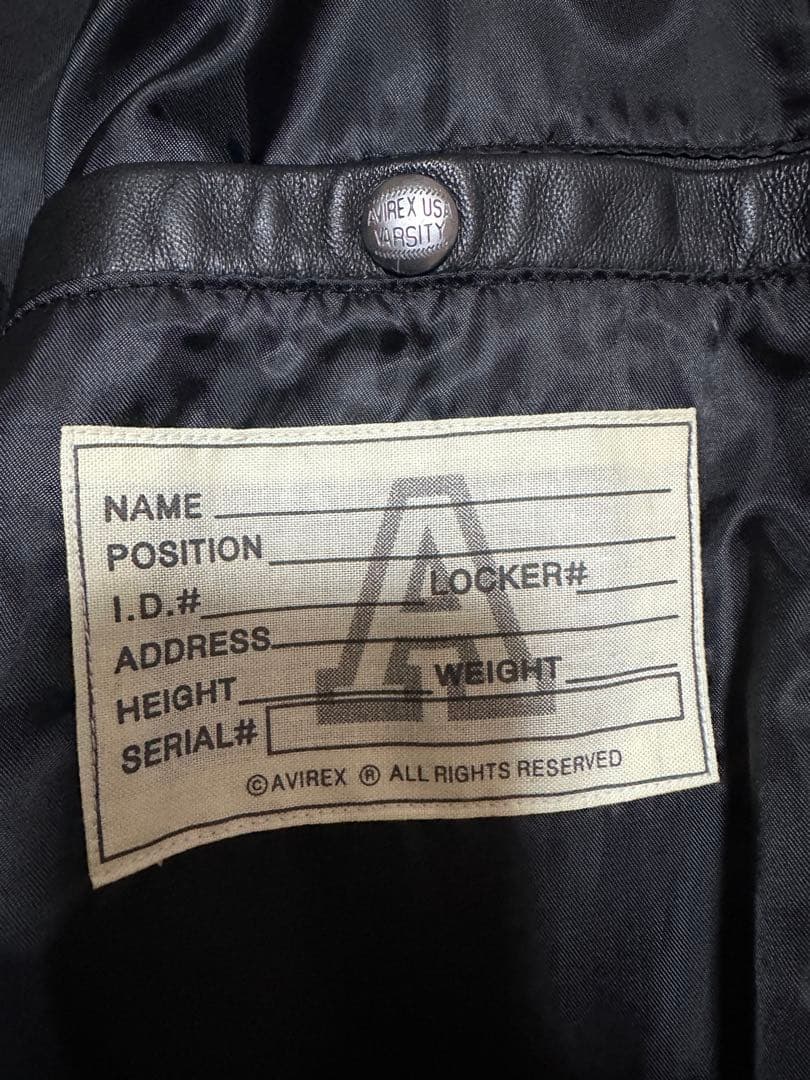 AVIREX USA
VARSITY
NAME
POSITION
I.D.# LOCKER#
ADDRESS
HEIGHT WEIGHT
SERIAL#
©AVIREX ® ALL RIGHTS RESERVED
A